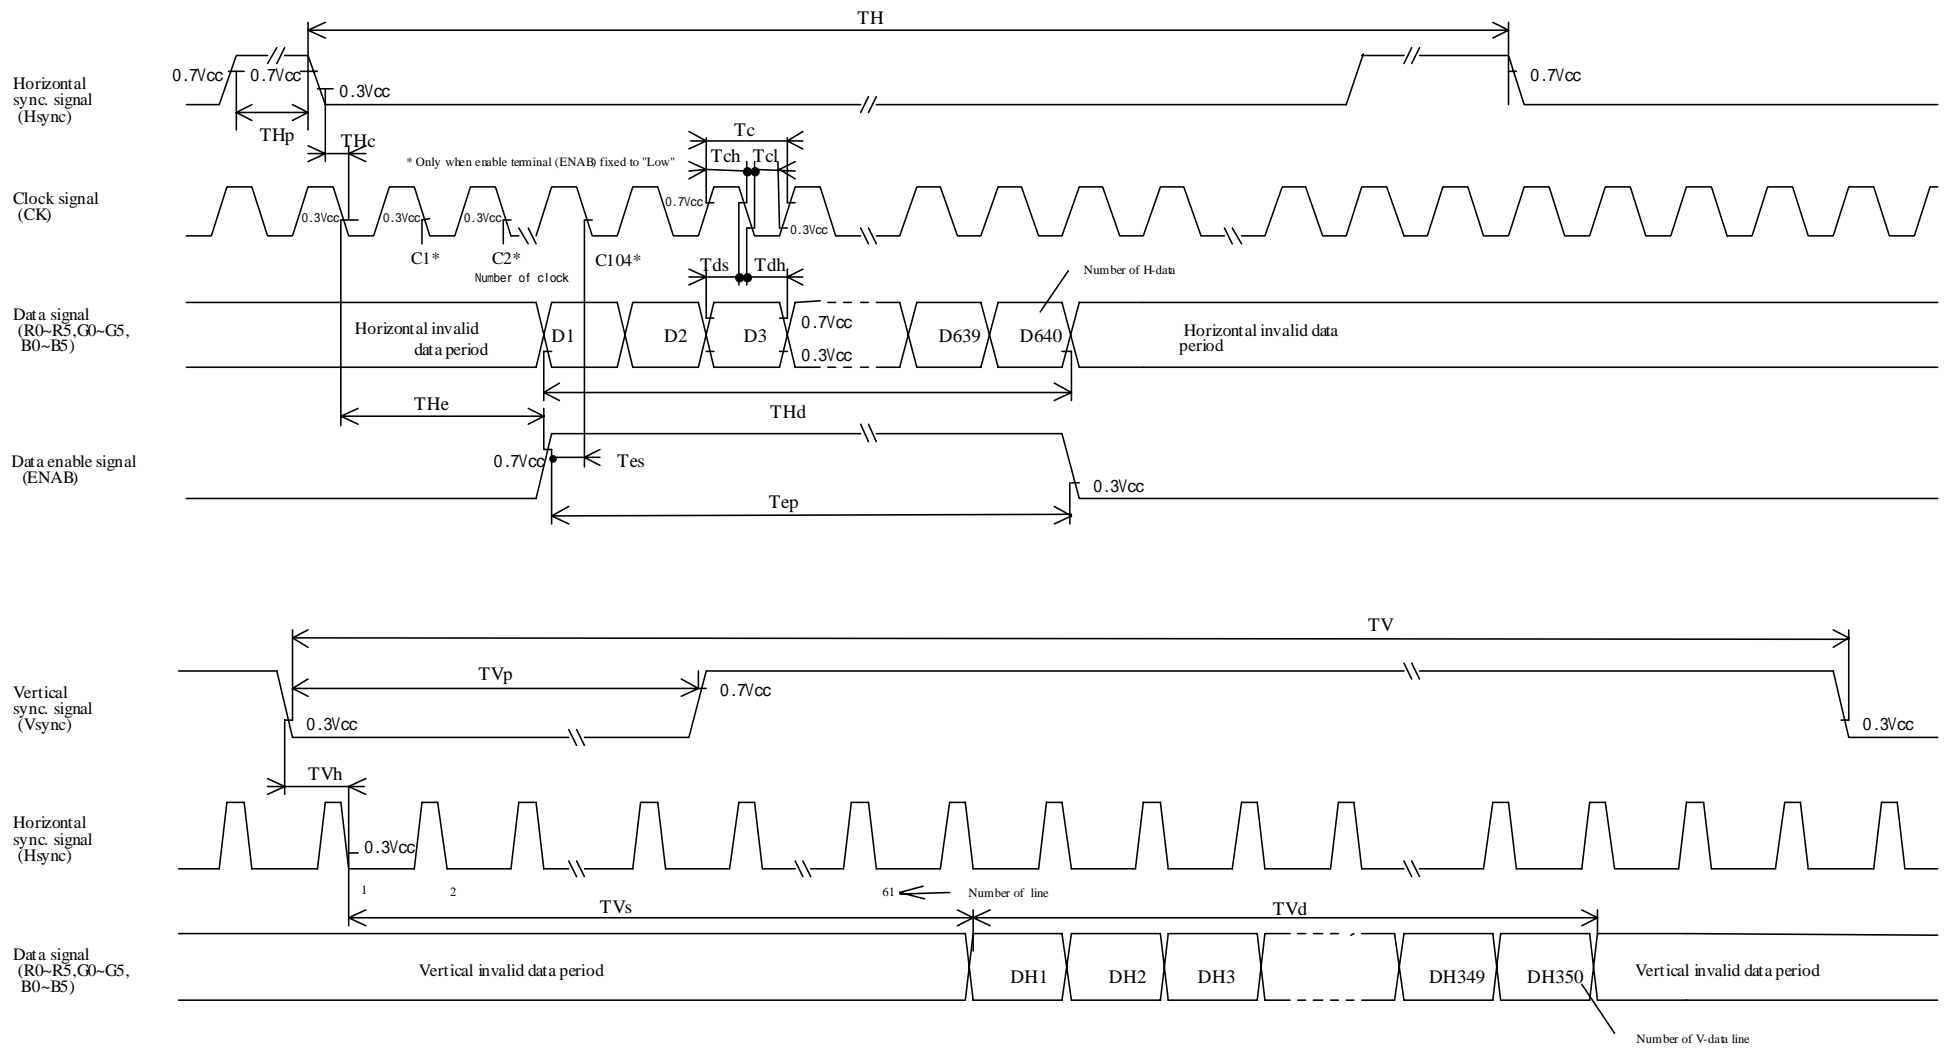 TH
0.7Vcc
0.7Vcc
0.7Vcc
Horizontal
sync. signal
(Hsync)
0.3Vcc
THp
THc
Tc
* Only when enable terminal (ENAB) fixed to "Low"
Tch
Tcl
Clock signal
(CK)
0.7Vcc
0.3Vcc
0.3Vcc
0.3Vcc
0.3Vcc
C1*
C2*
C104*
Number of clock
Tds
Tdh
Number of H-data
Data signal
(R0~R5,G0~G5,
B0~B5)
Horizontal invalid
data period
D1
D2
D3
0.7Vcc
0.3Vcc
D639
D640
Horizontal invalid data
period
THe
THd
Data enable signal
(ENAB)
0.7Vcc
Tes
0.3Vcc
Tep
TV
TVp
0.7Vcc
Vertical
sync. signal
(Vsync)
0.3Vcc
0.3Vcc
TVh
Horizontal
sync. signal
(Hsync)
0.3Vcc
1
2
61
Number of line
TVs
TVd
Data signal
(R0~R5,G0~G5,
B0~B5)
Vertical invalid data period
DH1
DH2
DH3
DH349
DH350
Vertical invalid data period
Number of V-data line